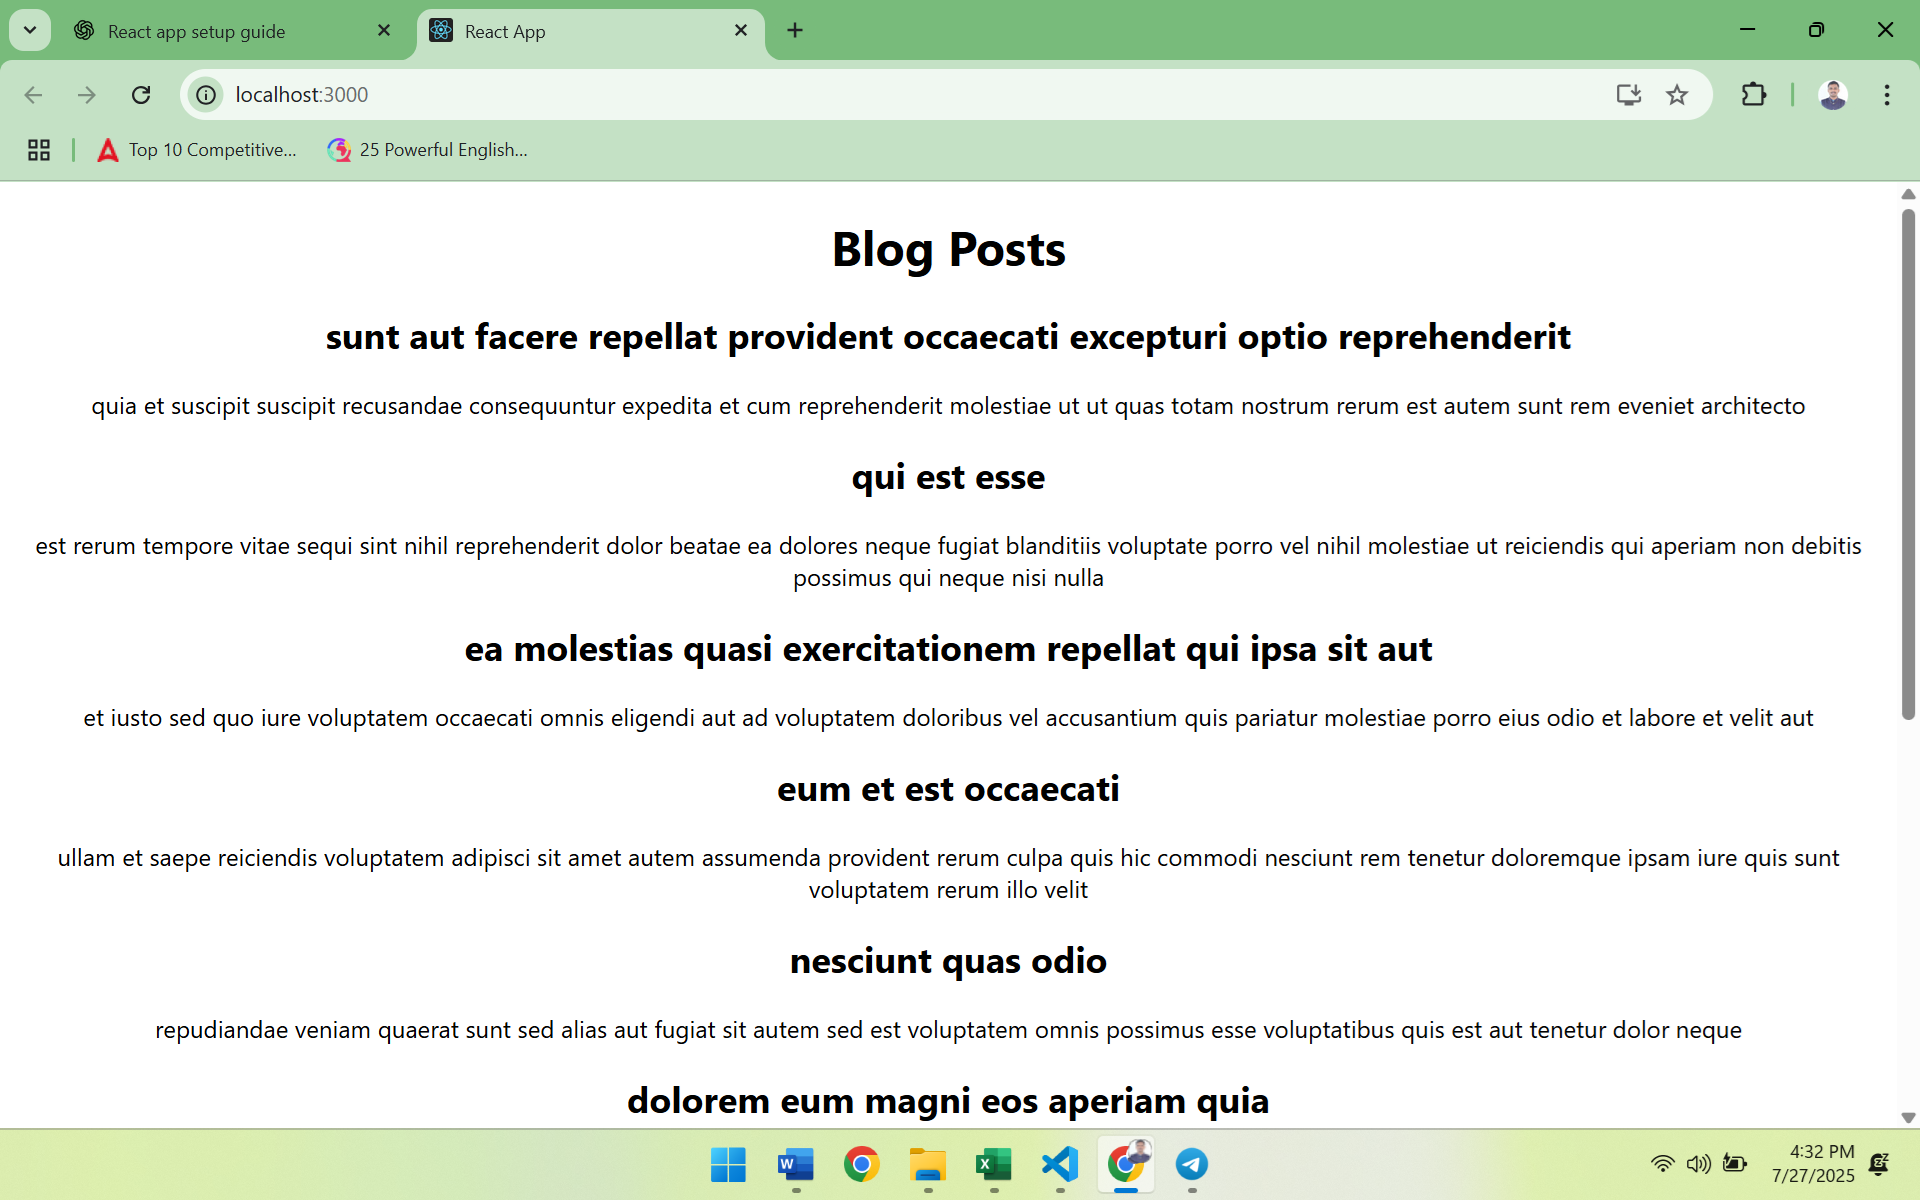 React app setup guide
React App
localhost:3000
Top 10 Competitive...
25 Powerful English...
Blog Posts
sunt aut facere repellat provident occaecati excepturi optio reprehenderit
quia et suscipit suscipit recusandae consequuntur expedita et cum reprehenderit molestiae ut ut quas totam nostrum rerum est autem sunt rem eveniet architecto
qui est esse
est rerum tempore vitae sequi sint nihil reprehenderit dolor beatae ea dolores neque fugiat blanditiis voluptate porro vel nihil molestiae ut reiciendis qui aperiam non debitis
possimus qui neque nisi nulla
ea molestias quasi exercitationem repellat qui ipsa sit aut
et iusto sed quo iure voluptatem occaecati omnis eligendi aut ad voluptatem doloribus vel accusantium quis pariatur molestiae porro eius odio et labore et velit aut
eum et est occaecati
ullam et saepe reiciendis voluptatem adipisci sit amet autem assumenda provident rerum culpa quis hic commodi nesciunt rem tenetur doloremque ipsam iure quis sunt
voluptatem rerum illo velit
nesciunt quas odio
repudiandae veniam quaerat sunt sed alias aut fugiat sit autem sed est voluptatem omnis possimus esse voluptatibus quis est aut tenetur dolor neque
dolorem eum magni eos aperiam quia
4:32 PM
7/27/2025